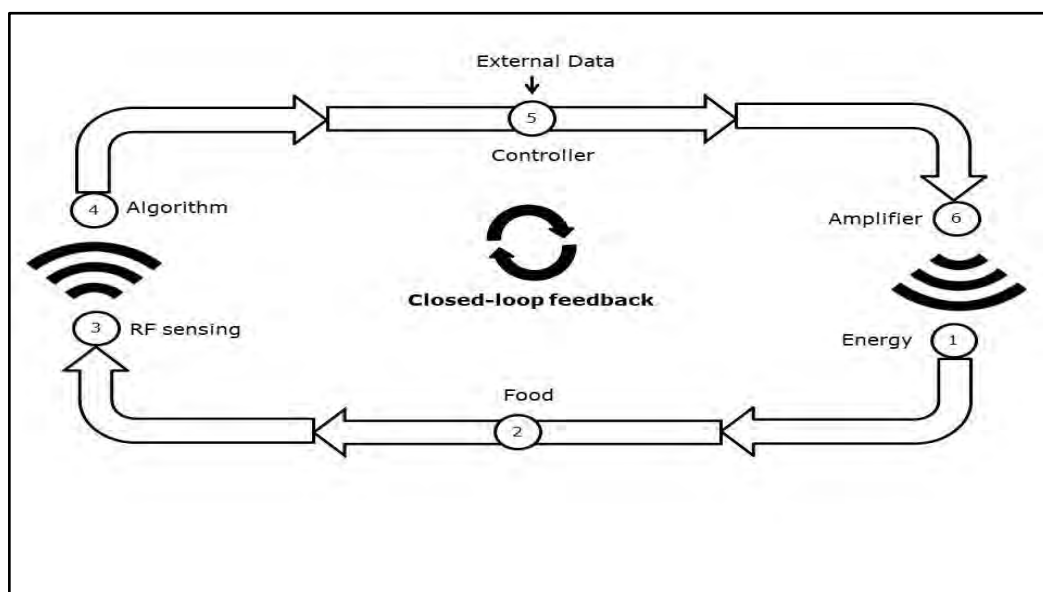 External Data
5
Controller
4 Algorithm
Amplifier 6
Closed-loop feedback
3 RF sensing
Energy 1
Food
2